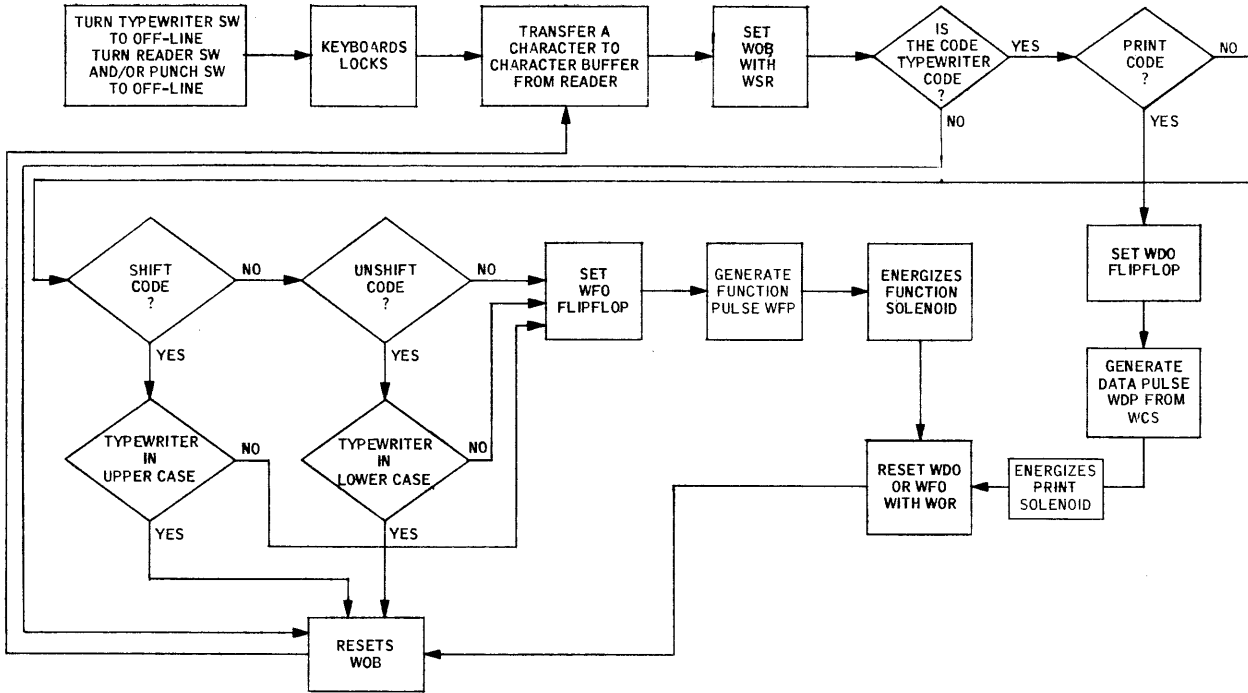 TURN TYPEWRITER SW
TO OFF-LINE
TURN READER SW
AND/OR PUNCH SW
TO OFF-LINE
KEYBOARDS
LOCKS
TRANSFER A
CHARACTER TO
CHARACTER BUFFER
FROM READER
SET
WOB
WITH
WSR
IS
THE CODE
TYPEWRITER
CODE
?
YES
NO
PRINT
CODE
?
NO
YES
SHIFT
CODE
?
NO
YES
UNSHIFT
CODE
?
NO
YES
SET
WFO
FLIPFLOP
GENERATE
FUNCTION
PULSE WFP
ENERGIZES
FUNCTION
SOLENOID
SET WDO
FLIPFLOP
GENERATE
DATA PULSE
WDP FROM
WCS
TYPEWRITER
IN
UPPER CASE
NO
YES
TYPEWRITER
IN
LOWER CASE
NO
YES
RESET WDO
OR WFO
WITH WOR
ENERGIZES
PRINT
SOLENOID
RESETS
WOB